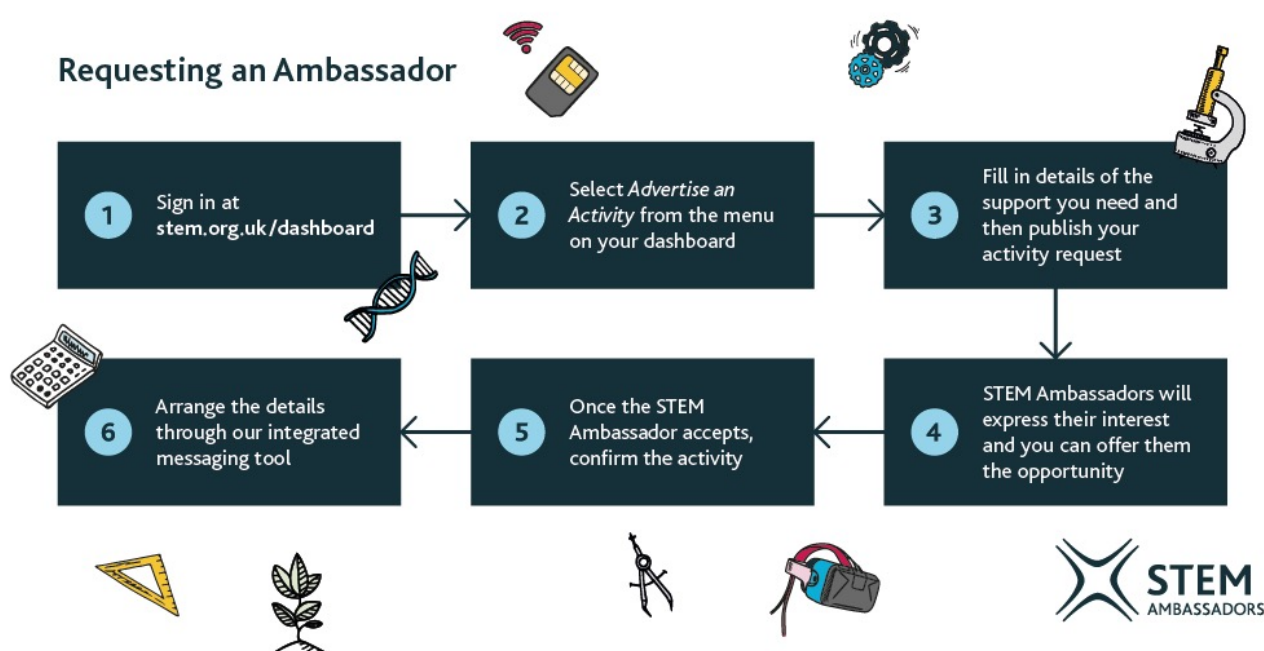 Requesting an Ambassador
1
Sign in at
stem.org.uk/dashboard
2
Select Advertise an
Activity from the menu
on your dashboard
3
Fill in details of the
support you need and
then publish your
activity request
4
STEM Ambassadors will
express their interest
and you can offer them
the opportunity
5
Once the STEM
Ambassador accepts,
confirm the activity
6
Arrange the details
through our integrated
messaging tool
STEM
AMBASSADORS